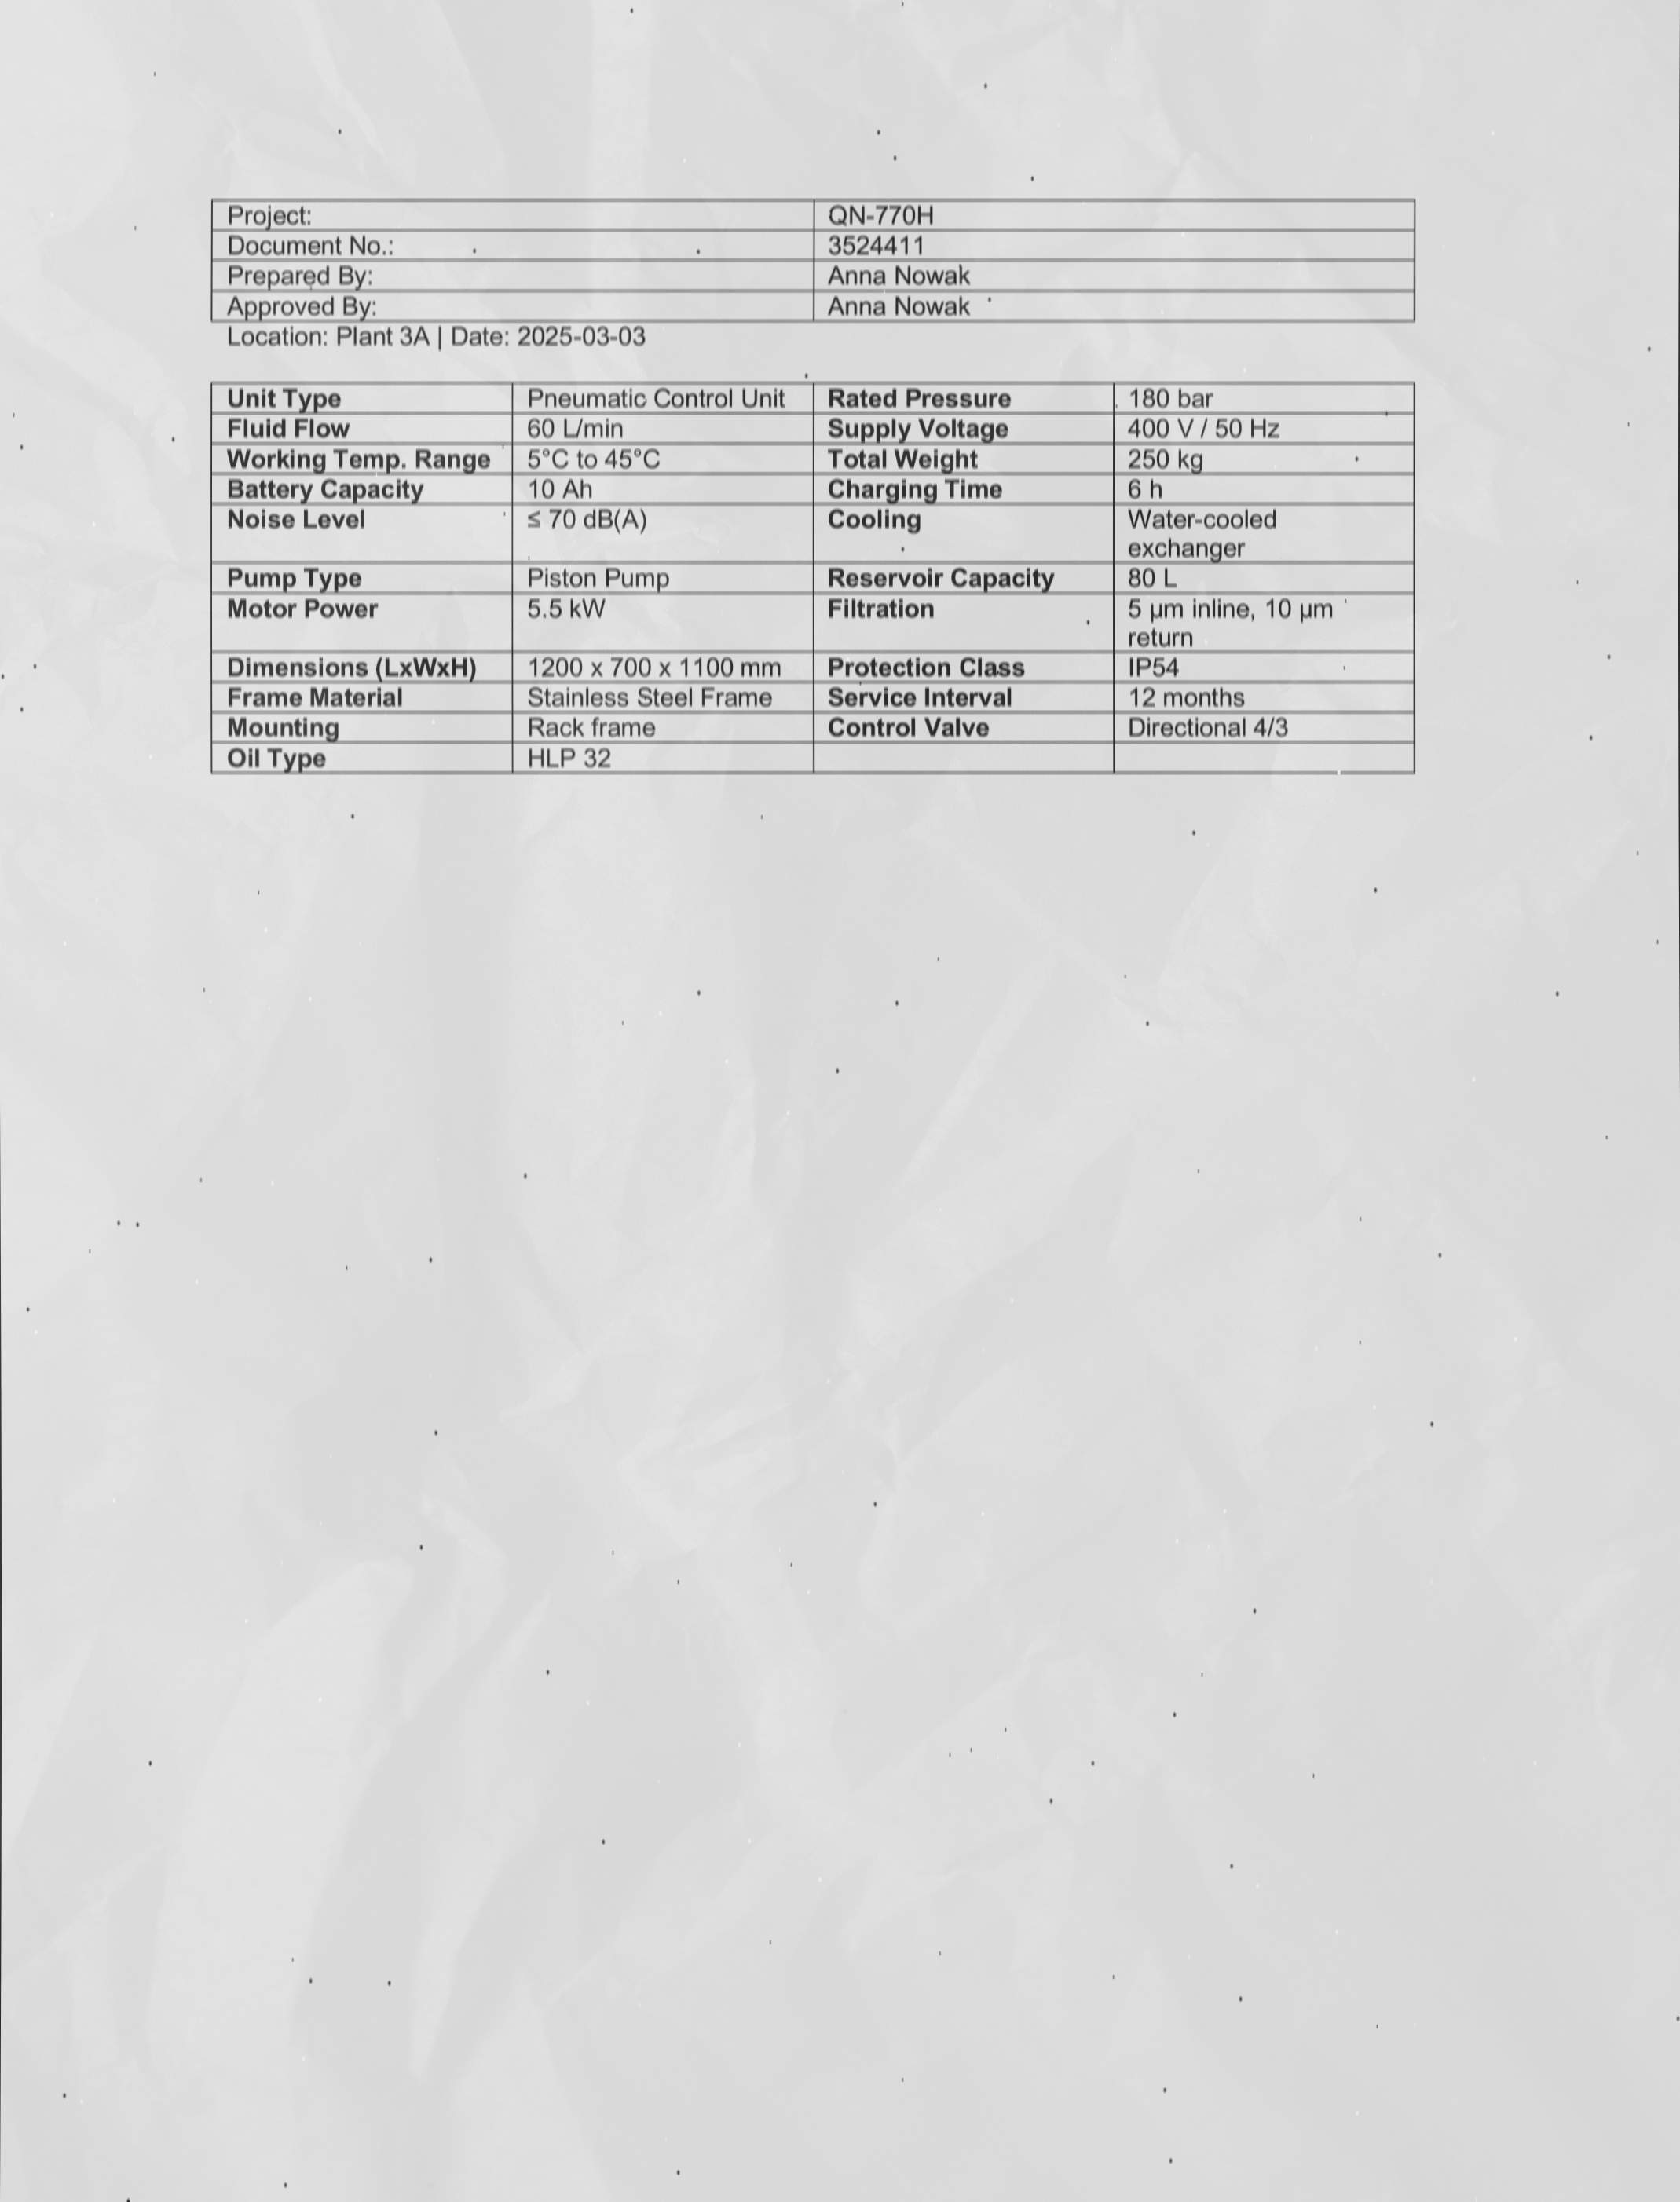 Project: QN-770H
Document No.: 3524411
Prepared By: Anna Nowak
Approved By: Anna Nowak
Location: Plant 3A | Date: 2025-03-03
Unit Type Pneumatic Control Unit Rated Pressure 180 bar
Fluid Flow 60 L/min Supply Voltage 400 V / 50 Hz
Working Temp. Range 5°C to 45°C Total Weight 250 kg
Battery Capacity 10 Ah Charging Time 6 h
Noise Level ≤ 70 dB(A) Cooling Water-cooled
exchanger
Pump Type Piston Pump Reservoir Capacity 80 L
Motor Power 5.5 kW Filtration 5 µm inline, 10 µm
return
Dimensions (LxWxH) 1200 x 700 x 1100 mm Protection Class IP54
Frame Material Stainless Steel Frame Service Interval 12 months
Mounting Rack frame Control Valve Directional 4/3
Oil Type HLP 32